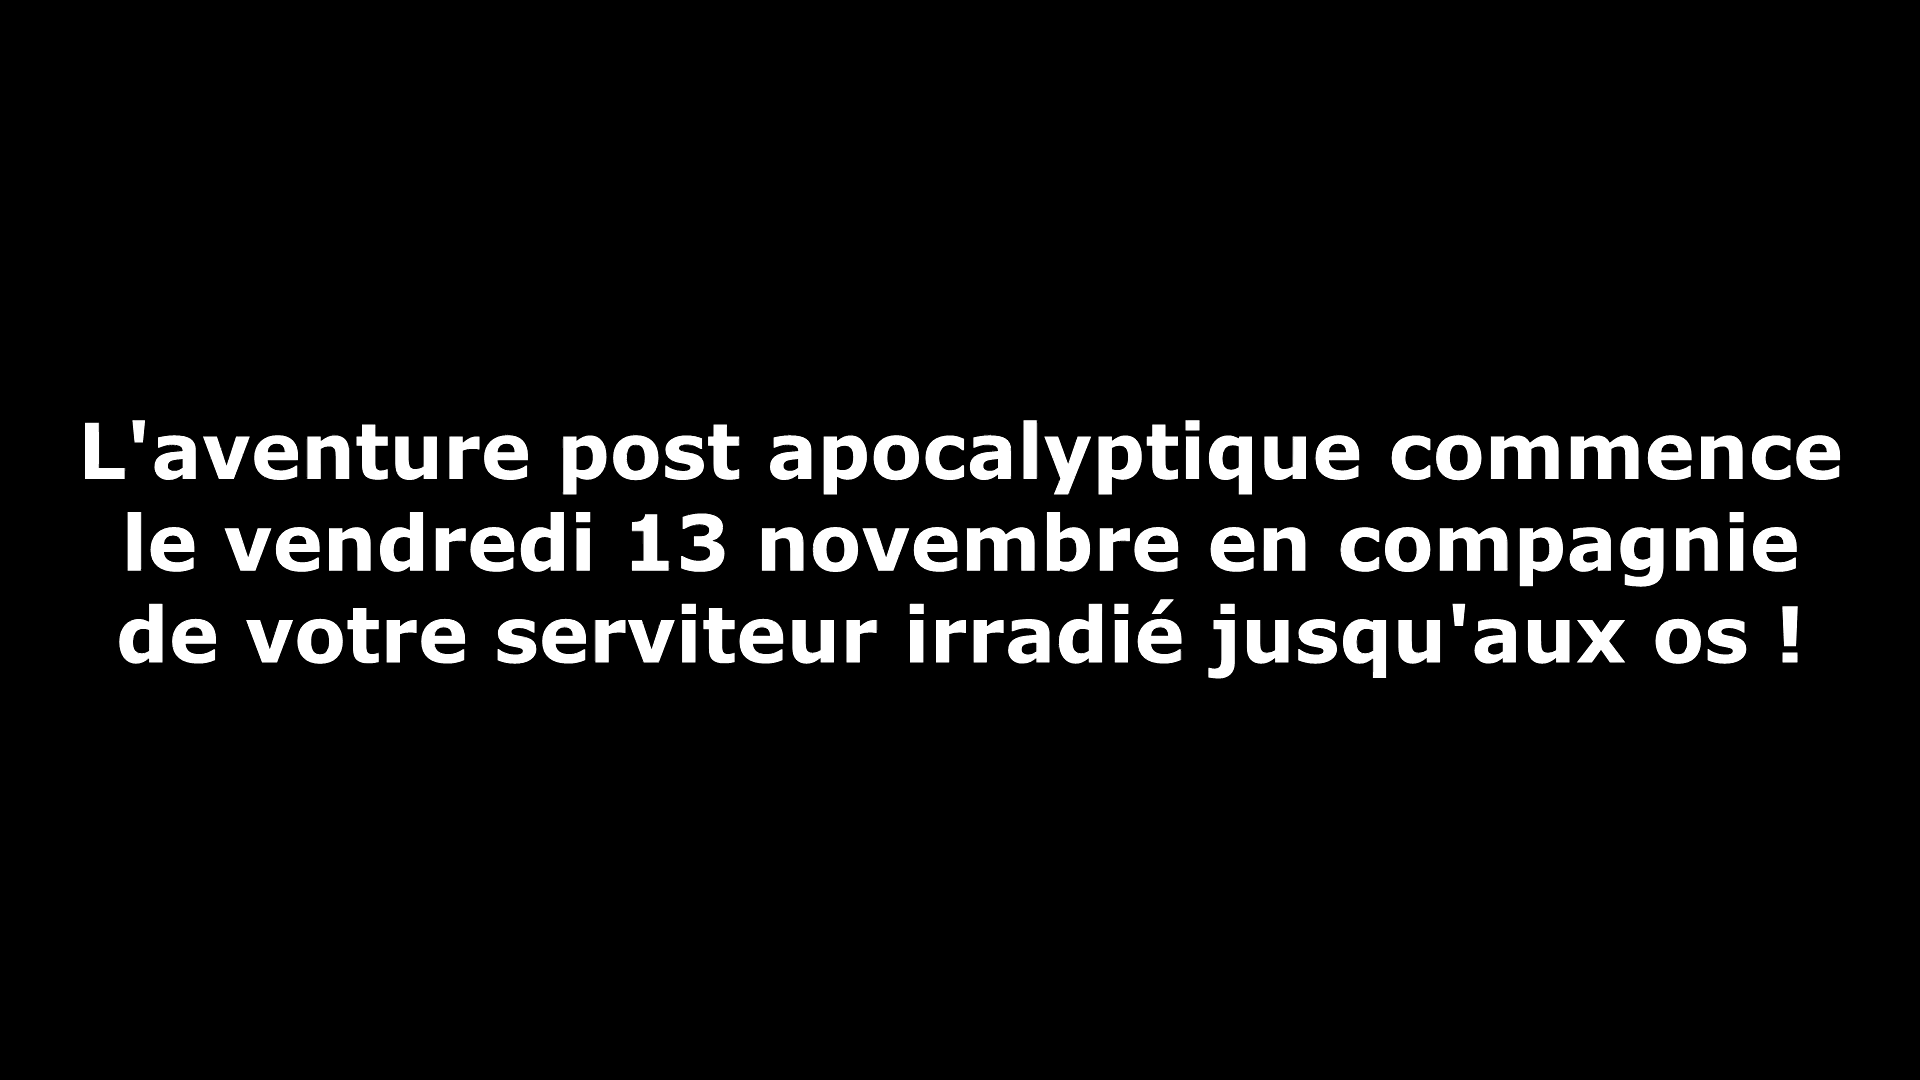 L'aventure post apocalyptique commence
le vendredi 13 novembre en compagnie
de votre serviteur irradié jusqu'aux os !